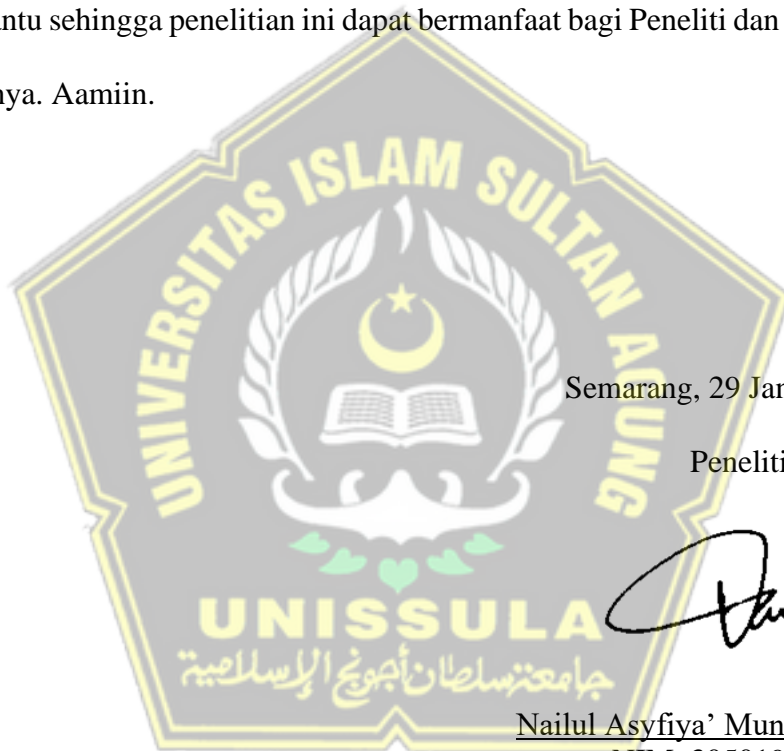 antu sehingga penelitian ini dapat bermanfaat bagi Peneliti dan
nya. Aamiin.
UNIVERSITAS ISLAM SULTAN AGUNG
Semarang, 29 Jan
Peneliti
UNISSULA
جامعة سلطان أجونج الإسلامية
Nailul Asyfiya’ Mun